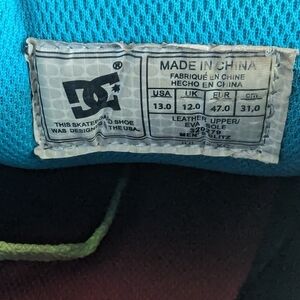 MADE IN CHINA
FABRIQUÉ EN CHINE
HECHO EN CHINA
USA UK EUR cm
13.0 12.0 47.0 31,0
DC
THIS SKATEBOARD SHOE
WAS DESIGNED IN THE USA.
LEATHER UPPER/
EVA SOLE
MEN